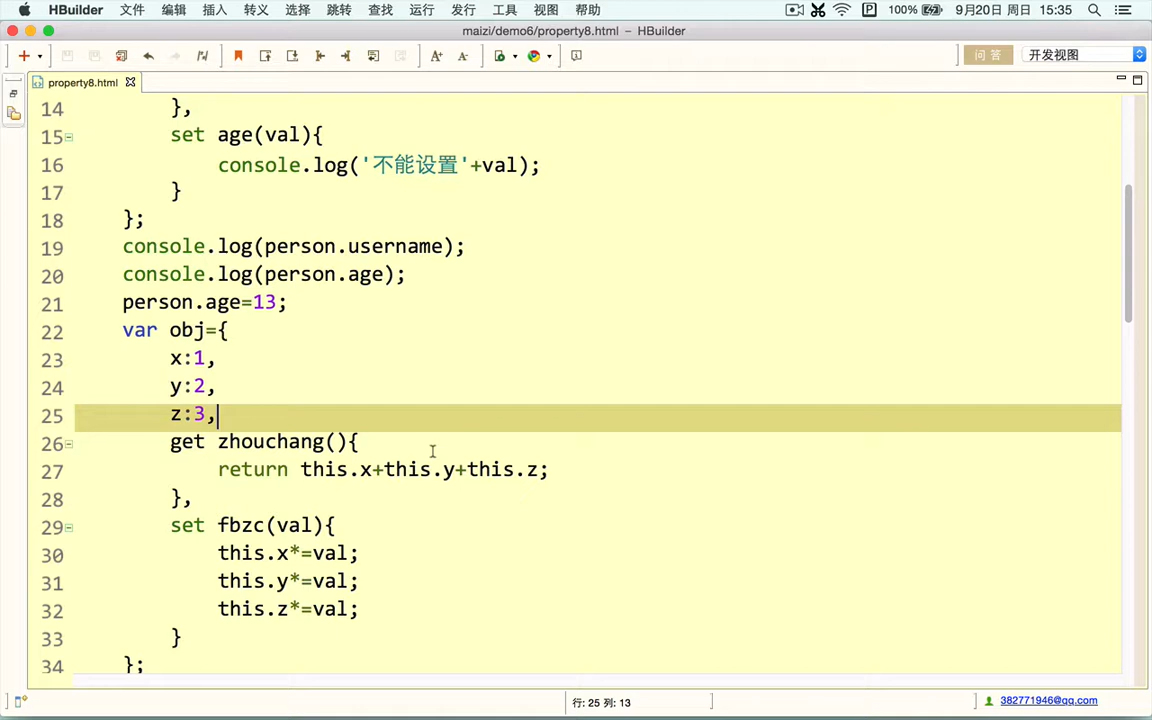 HBuilder 文件 编辑 插入 转义 选择 跳转 查找 运行 发行 工具 视图 帮助 100% 9月20日 周日 15:35
maizi/demo6/property8.html – HBuilder
问答 开发视图
property8.html
14 },
15 set age(val){
16 console.log('不能设置'+val);
17 }
18 };
19 console.log(person.username);
20 console.log(person.age);
21 person.age=13;
22 var obj={
23 x:1,
24 y:2,
25 z:3,
26 get zhouchang(){
27 return this.x+this.y+this.z;
28 },
29 set fbzc(val){
30 this.x*=val;
31 this.y*=val;
32 this.z*=val;
33 }
34 };
行: 25 列: 13 382771946@qq.com